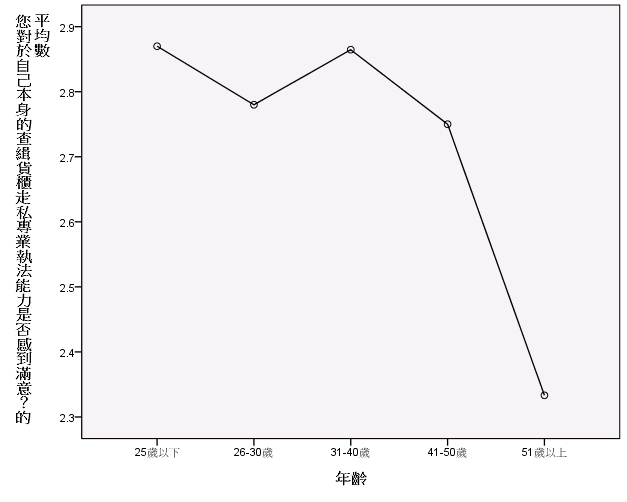 平均數
您對於自己本身的查緝貨櫃走私專業執法能力是否感到滿意？的
2.9
2.8
2.7
2.6
2.5
2.4
2.3
25歲以下
26-30歲
31-40歲
41-50歲
51歲以上
年齡